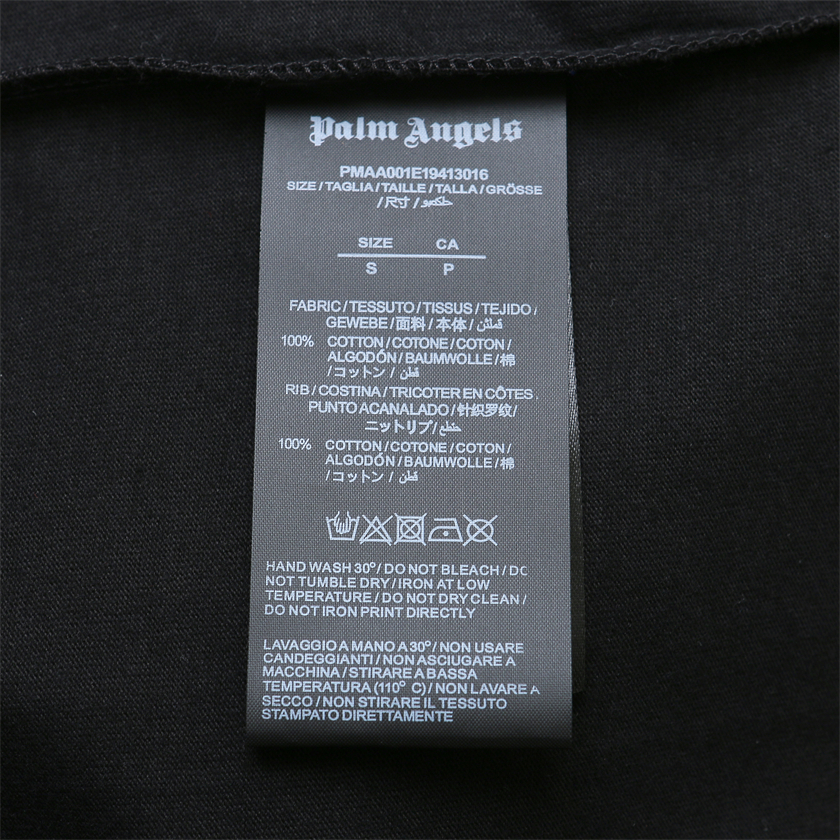 Palm Angels
PMAA001E19413016
SIZE/TAGLIA/TAILLE/TALLA/GRÖSSE
/尺寸/
SIZE CA
S P
FABRIC/TESSUTO/TISSUS/TEJIDO/
GEWEBE/面料/本体/
100% COTTON/COTONE/COTON/
ALGODÓN/BAUMWOLLE/棉
/コットン/قطن
RIB/COSTINA/TRICOTER EN CÔTES
PUNTO ACANALADO/针织罗纹/
ニットリブ/
100% COTTON/COTONE/COTON/
ALGODÓN/BAUMWOLLE/棉
/コットン/قطن
HAND WASH 30°/DO NOT BLEACH/DO
NOT TUMBLE DRY/IRON AT LOW
TEMPERATURE/DO NOT DRY CLEAN/
DO NOT IRON PRINT DIRECTLY
LAVAGGIO A MANO A 30°/NON USARE
CANDEGGIANTI/NON ASCIUGARE A
MACCHINA/STIRARE A BASSA
TEMPERATURA (110° C)/NON LAVARE A
SECCO/NON STIRARE IL TESSUTO
STAMPATO DIRETTAMENTE